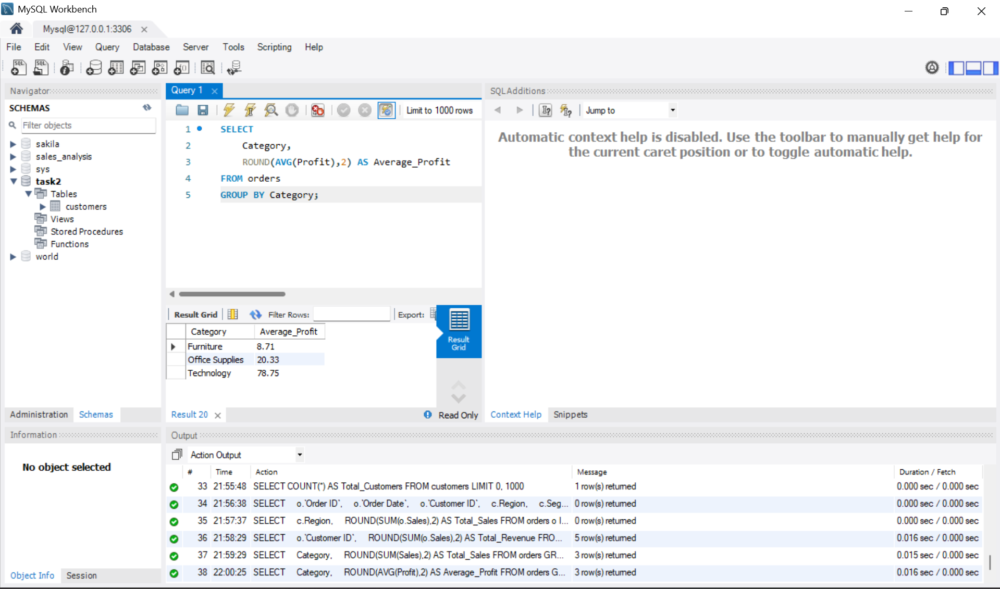 MySQL Workbench
Mysql@127.0.0.1:3306
File Edit View Query Database Server Tools Scripting Help
Navigator
SCHEMAS
Filter objects
sakila
sales_analysis
sys
task2
Tables
customers
Views
Stored Procedures
Functions
world
Administration Schemas
Information
No object selected
Object Info Session
Query 1
Limit to 1000 rows
1 SELECT
2 Category,
3 ROUND(AVG(Profit),2) AS Average_Profit
4 FROM orders
5 GROUP BY Category;
Result Grid Filter Rows: Export:
Category Average_Profit
Furniture 8.71
Office Supplies 20.33
Technology 78.75
Result Grid
Result 20 Read Only
SQLAdditions
Jump to
Automatic context help is disabled. Use the toolbar to manually get help for
the current caret position or to toggle automatic help.
Context Help Snippets
Output
Action Output
# Time Action Message Duration / Fetch
33 21:55:48 SELECT COUNT(*) AS Total_Customers FROM customers LIMIT 0, 1000 1 row(s) returned 0.000 sec / 0.000 sec
34 21:56:38 SELECT o.`Order ID`, o.`Order Date`, o.`Customer ID`, c.Region, c.Seg... 0 row(s) returned 0.000 sec / 0.000 sec
35 21:57:37 SELECT c.Region, ROUND(SUM(o.Sales),2) AS Total_Sales FROM orders o I... 0 row(s) returned 0.000 sec / 0.000 sec
36 21:58:29 SELECT o.`Customer ID`, ROUND(SUM(o.Sales),2) AS Total_Revenue FRO... 5 row(s) returned 0.016 sec / 0.000 sec
37 21:59:29 SELECT Category, ROUND(SUM(Sales),2) AS Total_Sales FROM orders GR... 3 row(s) returned 0.015 sec / 0.000 sec
38 22:00:25 SELECT Category, ROUND(AVG(Profit),2) AS Average_Profit FROM orders G... 3 row(s) returned 0.016 sec / 0.000 sec